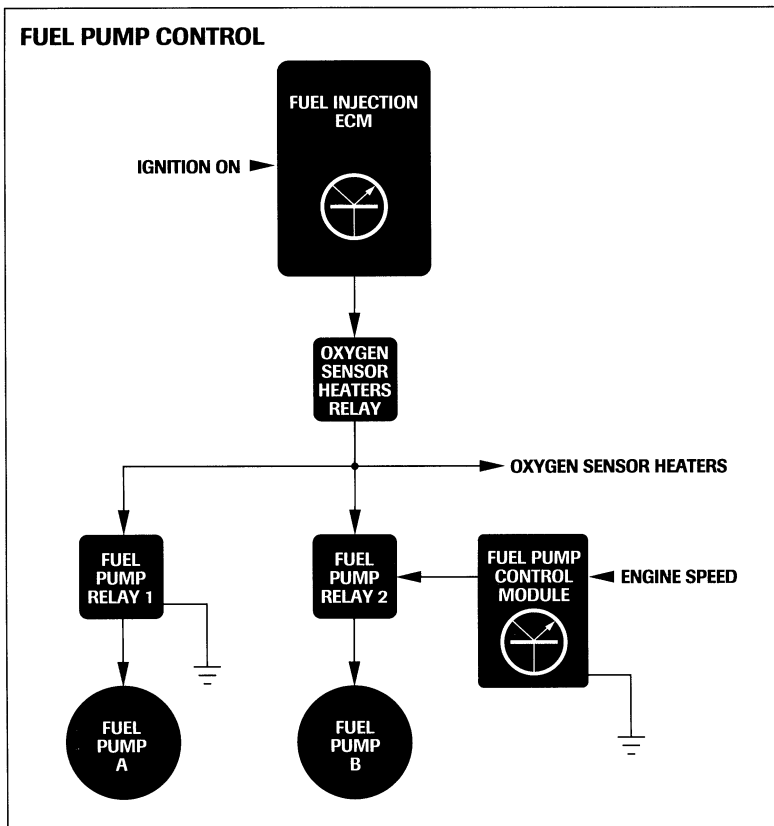 FUEL PUMP CONTROL
FUEL INJECTION
ECM
IGNITION ON
OXYGEN
SENSOR
HEATERS
RELAY
OXYGEN SENSOR HEATERS
FUEL
PUMP
RELAY 1
FUEL
PUMP
RELAY 2
FUEL PUMP
CONTROL
MODULE
ENGINE SPEED
FUEL
PUMP
A
FUEL
PUMP
B